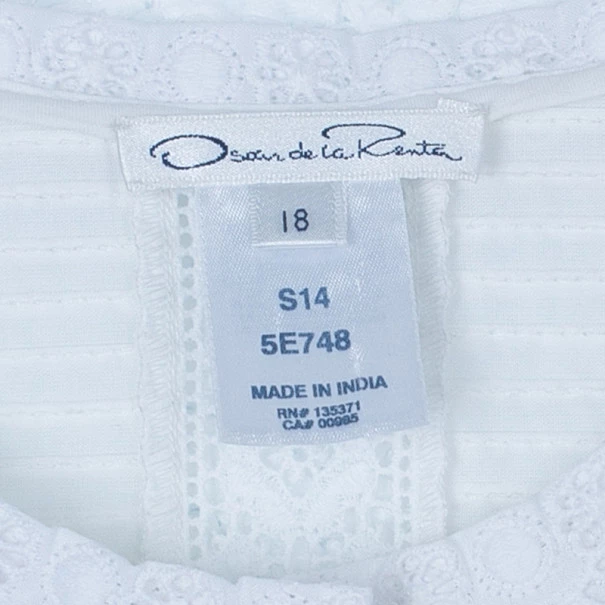 Oscar de la Renta
18
S14
5E748
MADE IN INDIA
RN# 135371
CA# 00985